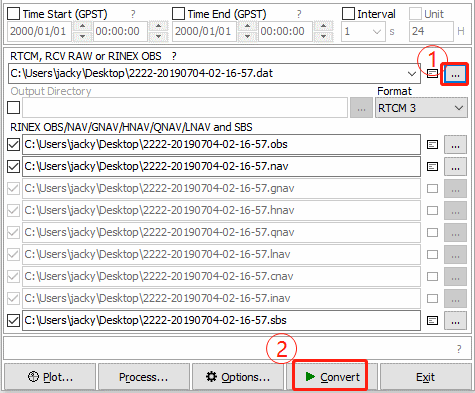 Time Start (GPST) ? Time End (GPST) ? Interval Unit
2000/01/01 00:00:00 2000/01/01 00:00:00 1 s 24 H
RTCM, RCV RAW or RINEX OBS ? 1
C:\Users\jacky\Desktop\2222-20190704-02-16-57.dat ...
Output Directory Format
... RTCM 3
RINEX OBS/NAV/GNAV/HNAV/QNAV/LNAV and SBS
C:\Users\jacky\Desktop\2222-20190704-02-16-57.obs ...
C:\Users\jacky\Desktop\2222-20190704-02-16-57.nav ...
C:\Users\jacky\Desktop\2222-20190704-02-16-57.gnav ...
C:\Users\jacky\Desktop\2222-20190704-02-16-57.hnav ...
C:\Users\jacky\Desktop\2222-20190704-02-16-57.qnav ...
C:\Users\jacky\Desktop\2222-20190704-02-16-57.lnav ...
C:\Users\jacky\Desktop\2222-20190704-02-16-57.cnav ...
C:\Users\jacky\Desktop\2222-20190704-02-16-57.inav ...
C:\Users\jacky\Desktop\2222-20190704-02-16-57.sbs ...
2 ?
Plot... Process... Options... Convert Exit